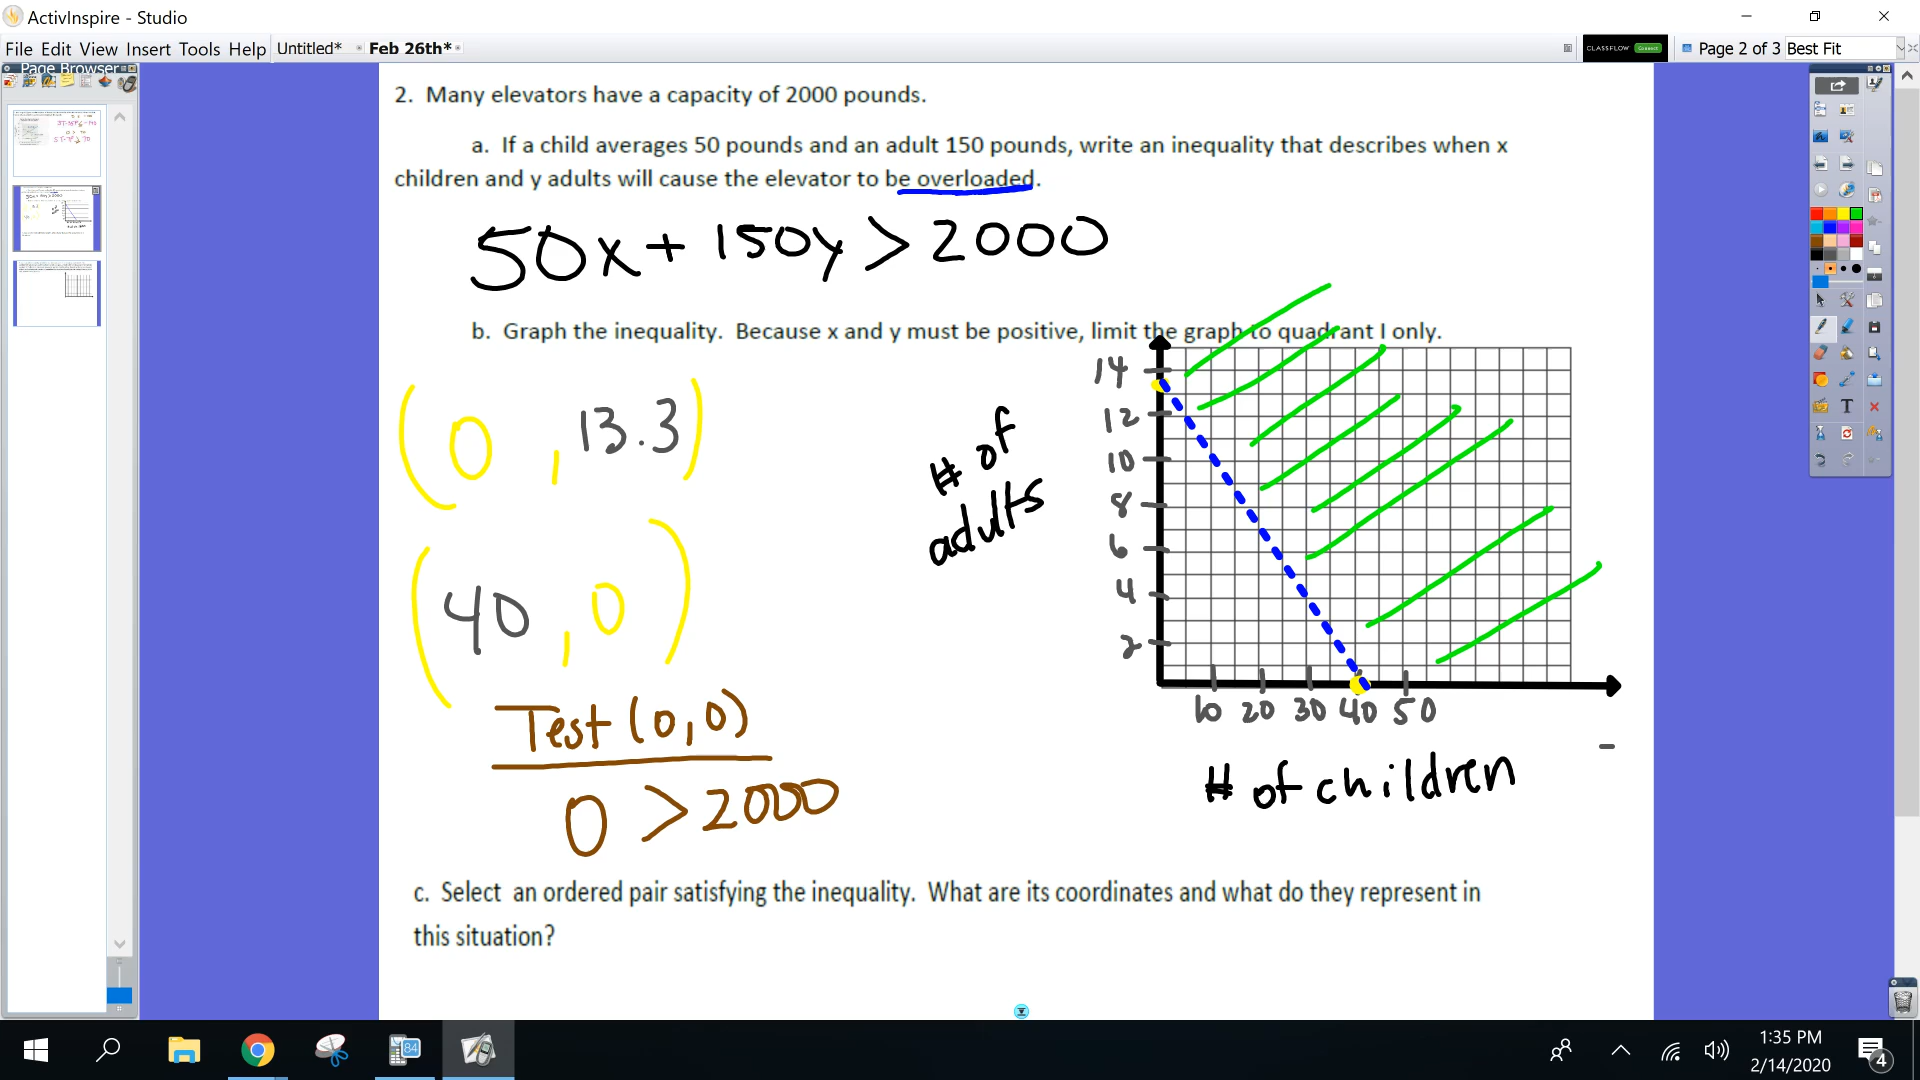 ActivInspire - Studio
File Edit View Insert Tools Help Untitled* Feb 26th* CLASSFLOW Connect Page 2 of 3 Best Fit
Page Browser
2. Many elevators have a capacity of 2000 pounds.
a. If a child averages 50 pounds and an adult 150 pounds, write an inequality that describes when x
children and y adults will cause the elevator to be overloaded.
50x + 150y > 2000
b. Graph the inequality. Because x and y must be positive, limit the graph to quadrant I only.
(0, 13.3)
(40, 0)
Test (0,0)
0 > 2000
# of
adults
14
12
10
8
6
4
2
10 20 30 40 50
# of children
c. Select an ordered pair satisfying the inequality. What are its coordinates and what do they represent in
this situation?
84
1:35 PM
2/14/2020
4